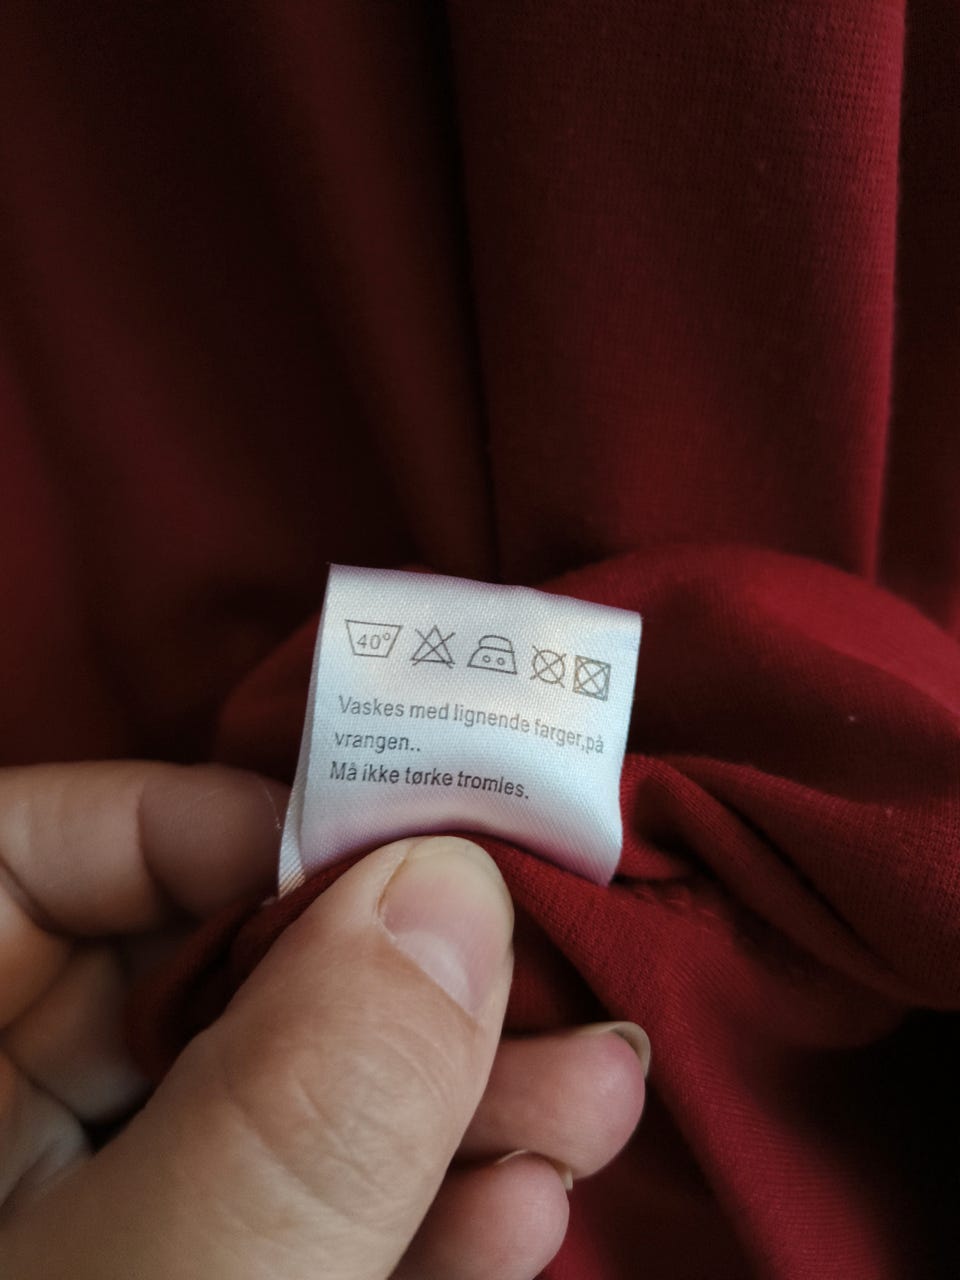 40°
Vaskes med lignende farger,på
vrangen..
Må ikke tørke tromles.